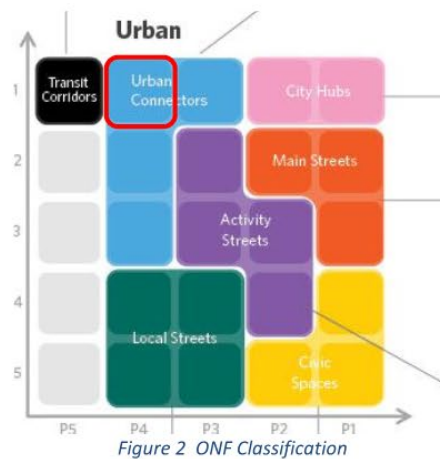 Urban
1
Transit
Corridors
Urban
Connectors
City Hubs
2
Main Streets
3
Activity
Streets
4
Local Streets
5
Civic
Spaces
P5 P4 P3 P2 P1
Figure 2 ONF Classification